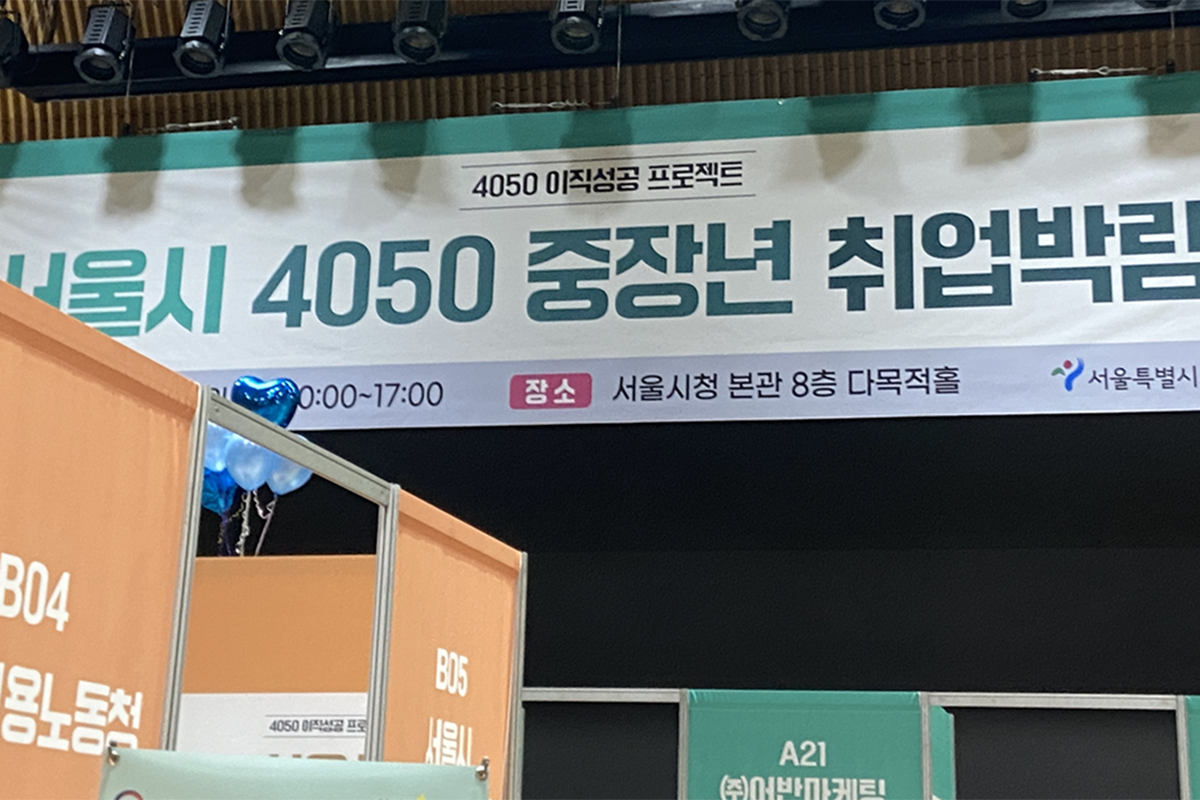 4050 이직성공 프로젝트
서울시 4050 중장년 취업박람
0:00~17:00 장소 서울시청 본관 8층 다목적홀 서울특별시
B04
용노동청
B05
서울시
4050 이직성공 프로
A21
㈜어반마케팅